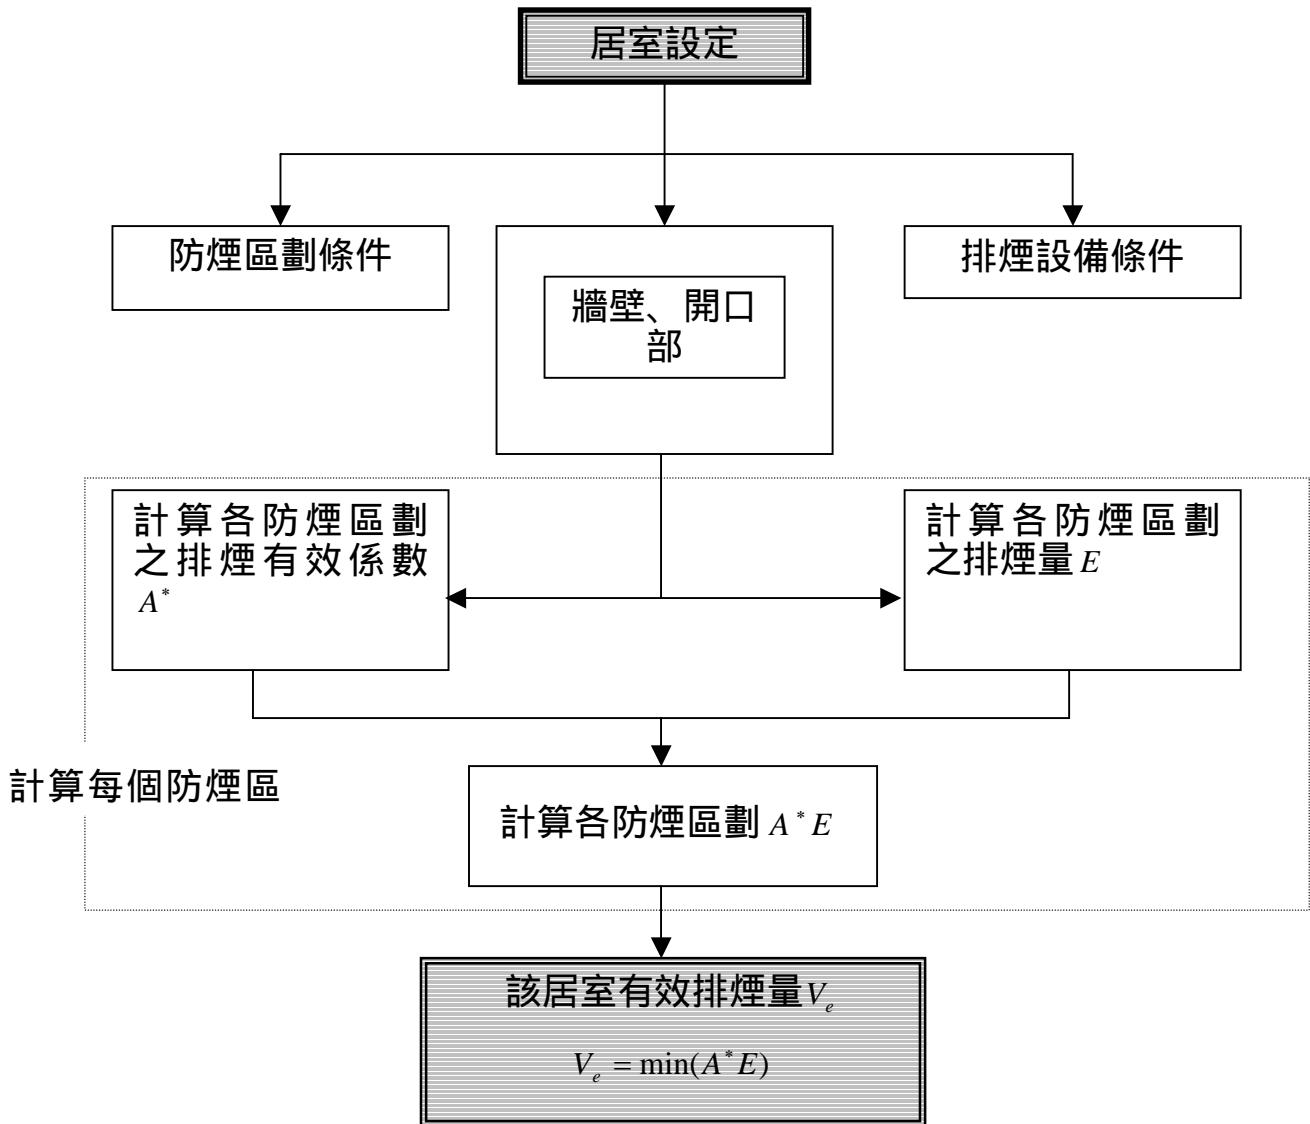 居室設定
防煙區劃條件
牆壁、開口
部
排煙設備條件
計算各防煙區劃
之排煙有效係數
A*
計算各防煙區劃
之排煙量 E
計算每個防煙區
計算各防煙區劃 A*E
該居室有效排煙量Vₑ
Vₑ = min(A*E)